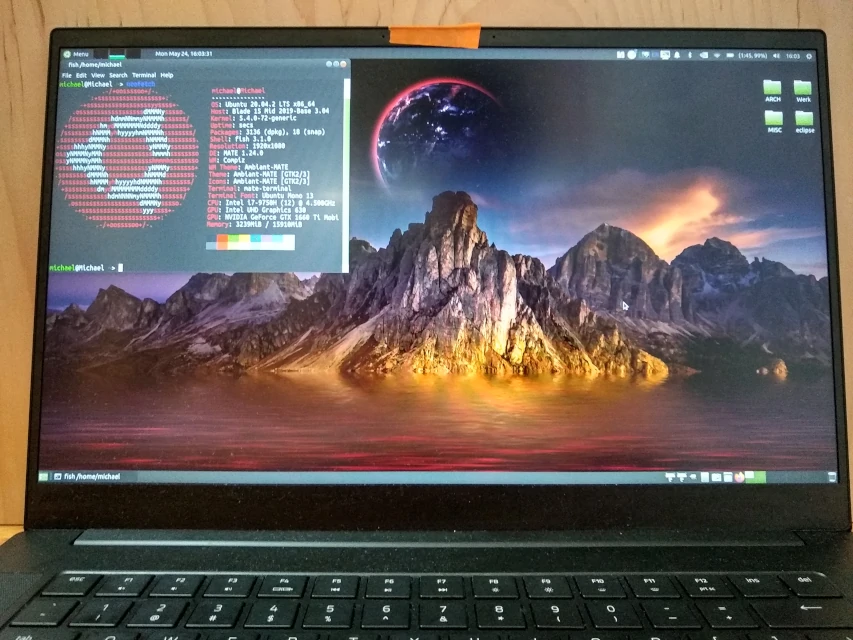 Menu
Mon May 24, 16:03:31
(1:45, 99%)
16:03
fish /home/michael
File Edit View Search Terminal Help
michael@Michael ~> neofetch
michael@Michael
---------------
OS: Ubuntu 20.04.2 LTS x86_64
Host: Blade 15 Mid 2019-Base 3.04
Kernel: 5.4.0-72-generic
Uptime: secs
Packages: 3136 (dpkg), 10 (snap)
Shell: fish 3.1.0
Resolution: 1920x1080
DE: MATE 1.24.0
WM: Compiz
WM Theme: Ambiant-MATE
Theme: Ambiant-MATE [GTK2/3]
Icons: Ambiant-MATE [GTK2/3]
Terminal: mate-terminal
Terminal Font: Ubuntu Mono 13
CPU: Intel i7-9750H (12) @ 4.500GHz
GPU: Intel UHD Graphics 630
GPU: NVIDIA GeForce GTX 1660 Ti Mobi
Memory: 3239MiB / 15910MiB
michael@Michael ~>
ARCH
Werk
MISC
eclipse
fish /home/michael
esc F1 F2 F3 F4 F5 F6 F7 F8 F9 F10 F11 F12 ins del
! @ # $ % ^ & * ( ) _ +
1 2 3 4 5 6 7 8 9 0 - =